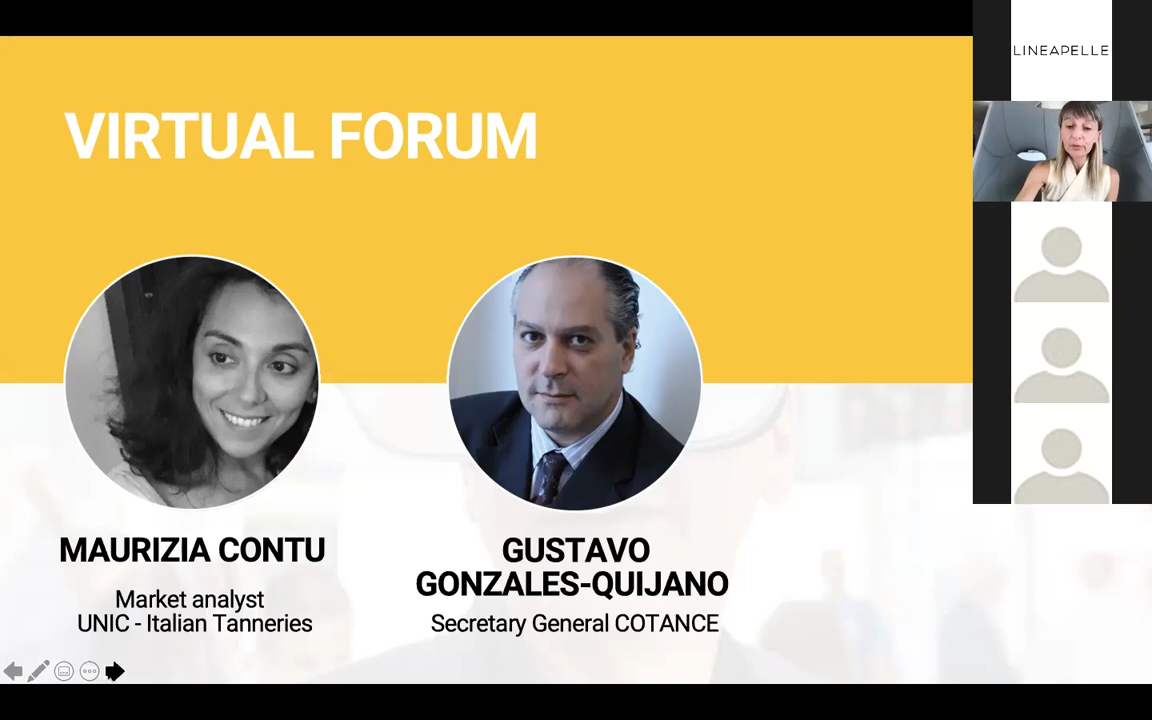 VIRTUAL FORUM
LINEAPELLE
MAURIZIA CONTU
Market analyst
UNIC - Italian Tanneries
GUSTAVO
GONZALES-QUIJANO
Secretary General COTANCE